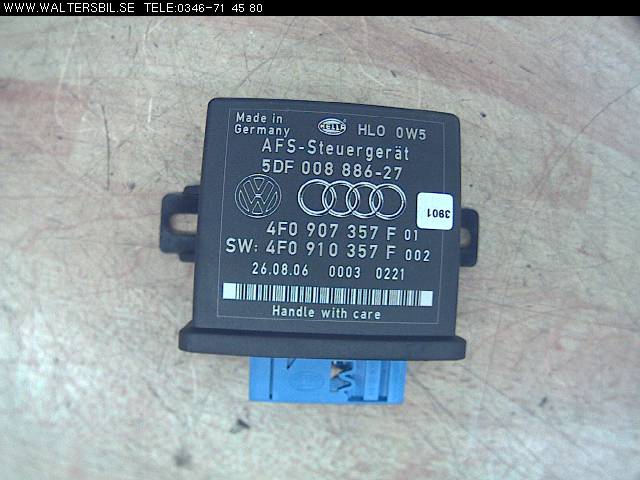 WWW.WALTERSBIL.SE TELE:0346-71 45 80
Made in
Germany
HELLA
HLO 0W5
AFS-Steuergerät
5DF 008 886-27
3901
4F0 907 357 F 01
SW: 4F0 910 357 F 002
26.08.06 0003 0221
Handle with care